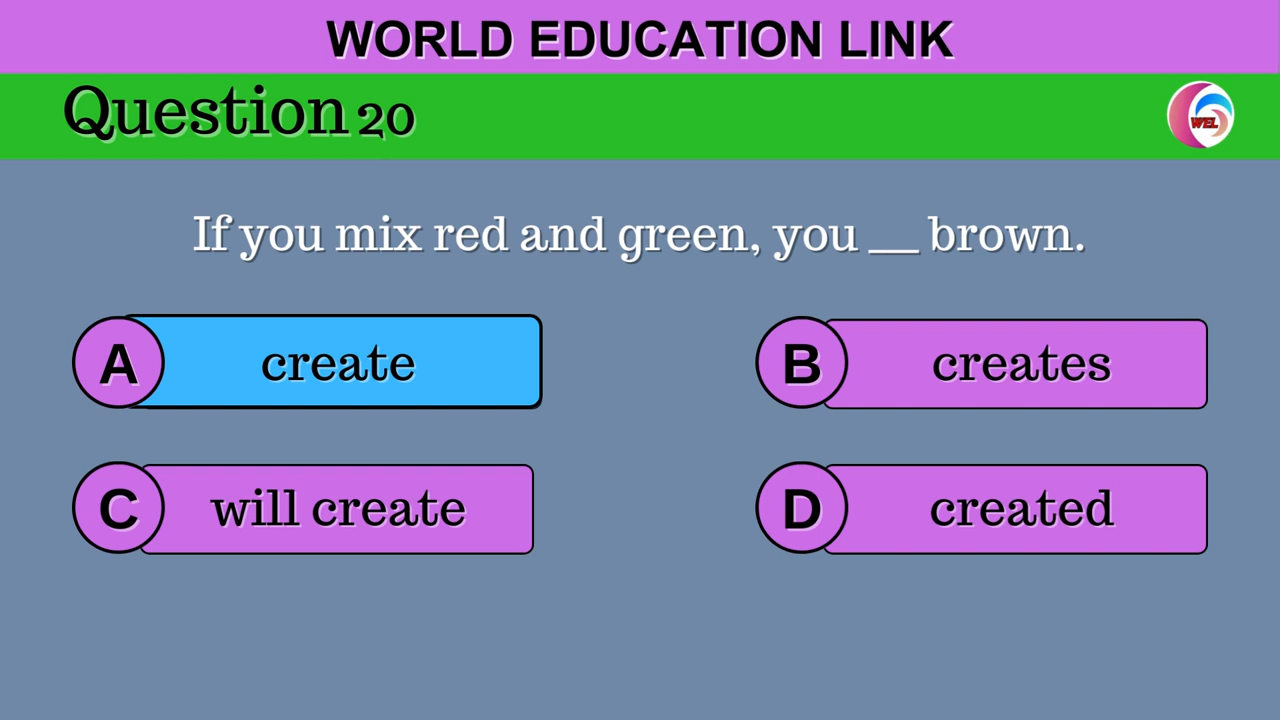 WORLD EDUCATION LINK
Question 20
WEL
If you mix red and green, you __ brown.
A create
B creates
C will create
D created